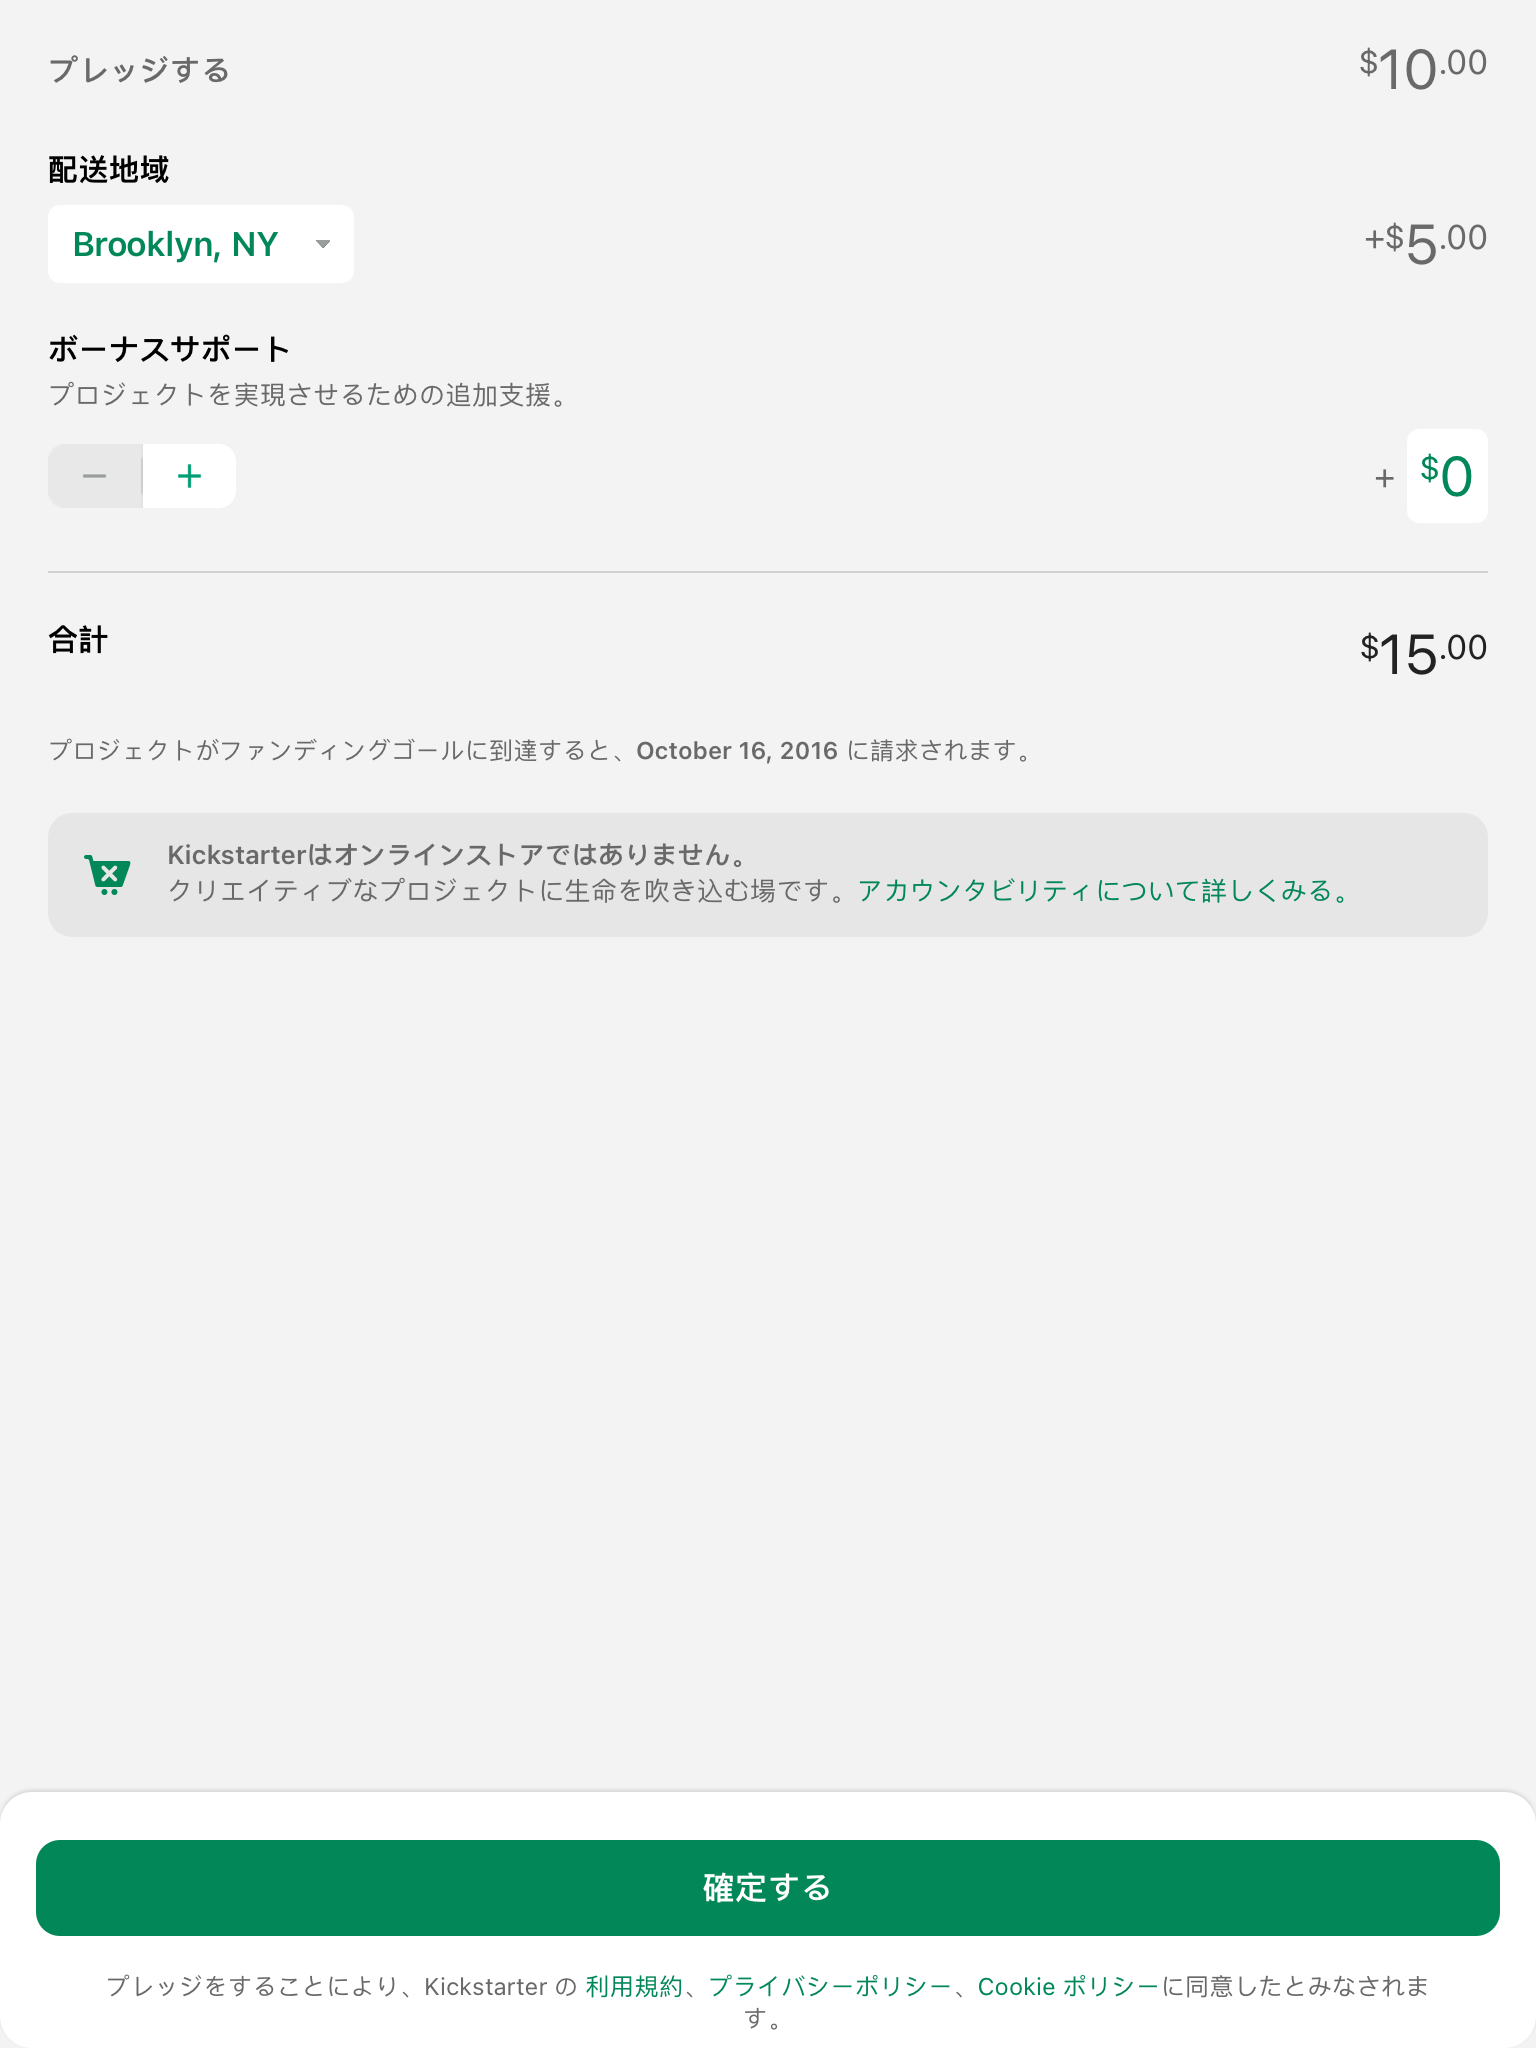 プレッジする
$10.00
配送地域
Brooklyn, NY
+$5.00
ボーナスサポート
プロジェクトを実現させるための追加支援。
− +
+ $0
合計
$15.00
プロジェクトがファンディングゴールに到達すると、October 16, 2016 に請求されます。
Kickstarterはオンラインストアではありません。
クリエイティブなプロジェクトに生命を吹き込む場です。アカウンタビリティについて詳しくみる。
確定する
プレッジをすることにより、Kickstarter の 利用規約、プライバシーポリシー、Cookie ポリシーに同意したとみなされま
す。